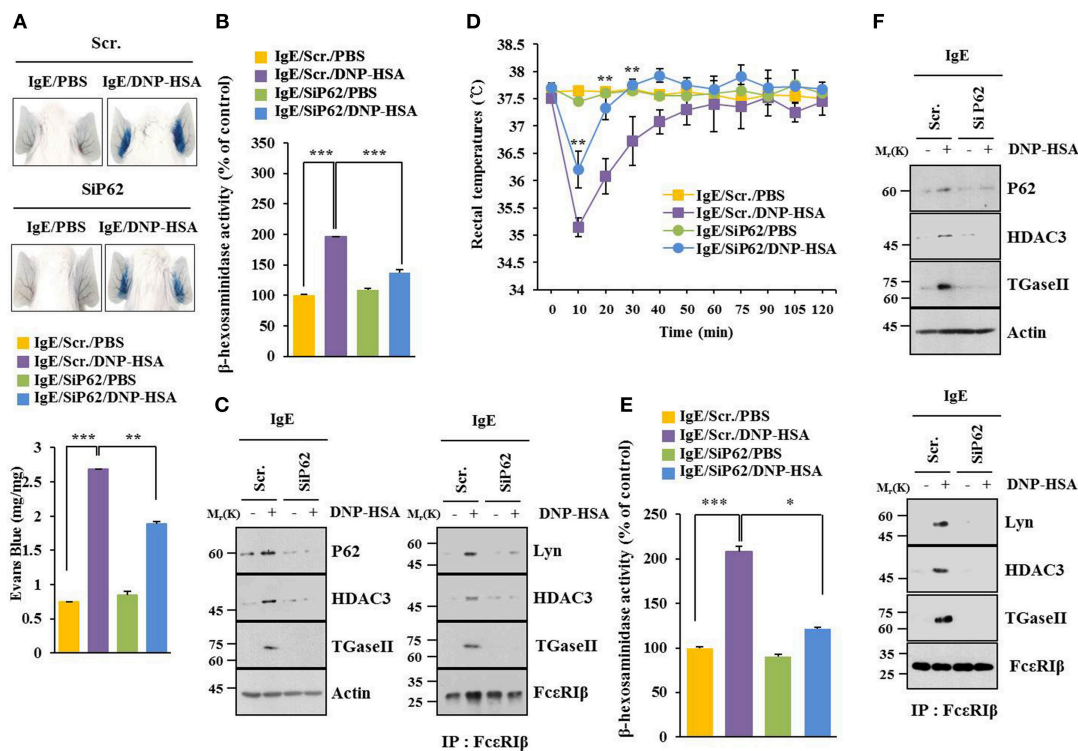 A
Scr.
IgE/PBS IgE/DNP-HSA
SiP62
IgE/PBS IgE/DNP-HSA
IgE/Scr./PBS
IgE/Scr./DNP-HSA
IgE/SiP62/PBS
IgE/SiP62/DNP-HSA
Evans Blue (mg/mg)
3
2.5
2
1
0.5
0
*** **
B
IgE/Scr./PBS
IgE/Scr./DNP-HSA
IgE/SiP62/PBS
IgE/SiP62/DNP-HSA
β-hexosaminidase activity (% of control)
350
300
250
200
150
100
50
0
*** ***
C
IgE
Scr. SiP62
Mr(K) - + - + DNP-HSA
60 P62
45 HDAC3
75
60 TGaseII
45 Actin
IgE
Scr. SiP62
Mr(K) - + - + DNP-HSA
60 Lyn
45 HDAC3
75
60 TGaseII
35
25 FcεRIβ
IP : FcεRIβ
D
Rectal temperatures (℃)
38.5
38
37.5
36.5
36
35.5
35
34.5
34
** ** **
IgE/Scr./PBS
IgE/Scr./DNP-HSA
IgE/SiP62/PBS
IgE/SiP62/DNP-HSA
0 10 20 30 40 50 60 75 90 105 120
Time (min)
E
IgE/Scr./PBS
IgE/Scr./DNP-HSA
IgE/SiP62/PBS
IgE/SiP62/DNP-HSA
β-hexosaminidase activity (% of control)
250
200
150
100
50
0
*** *
F
IgE
Scr. Si P62
Mr(K) - + - + DNP-HSA
60 P62
45 HDAC3
75
60 TGaseII
45 Actin
IgE
Scr. SiP62
Mr(K) - + - + DNP-HSA
60
45 Lyn
45 HDAC3
75
60 TGaseII
35
25 FcεRIβ
IP : FcεRIβ